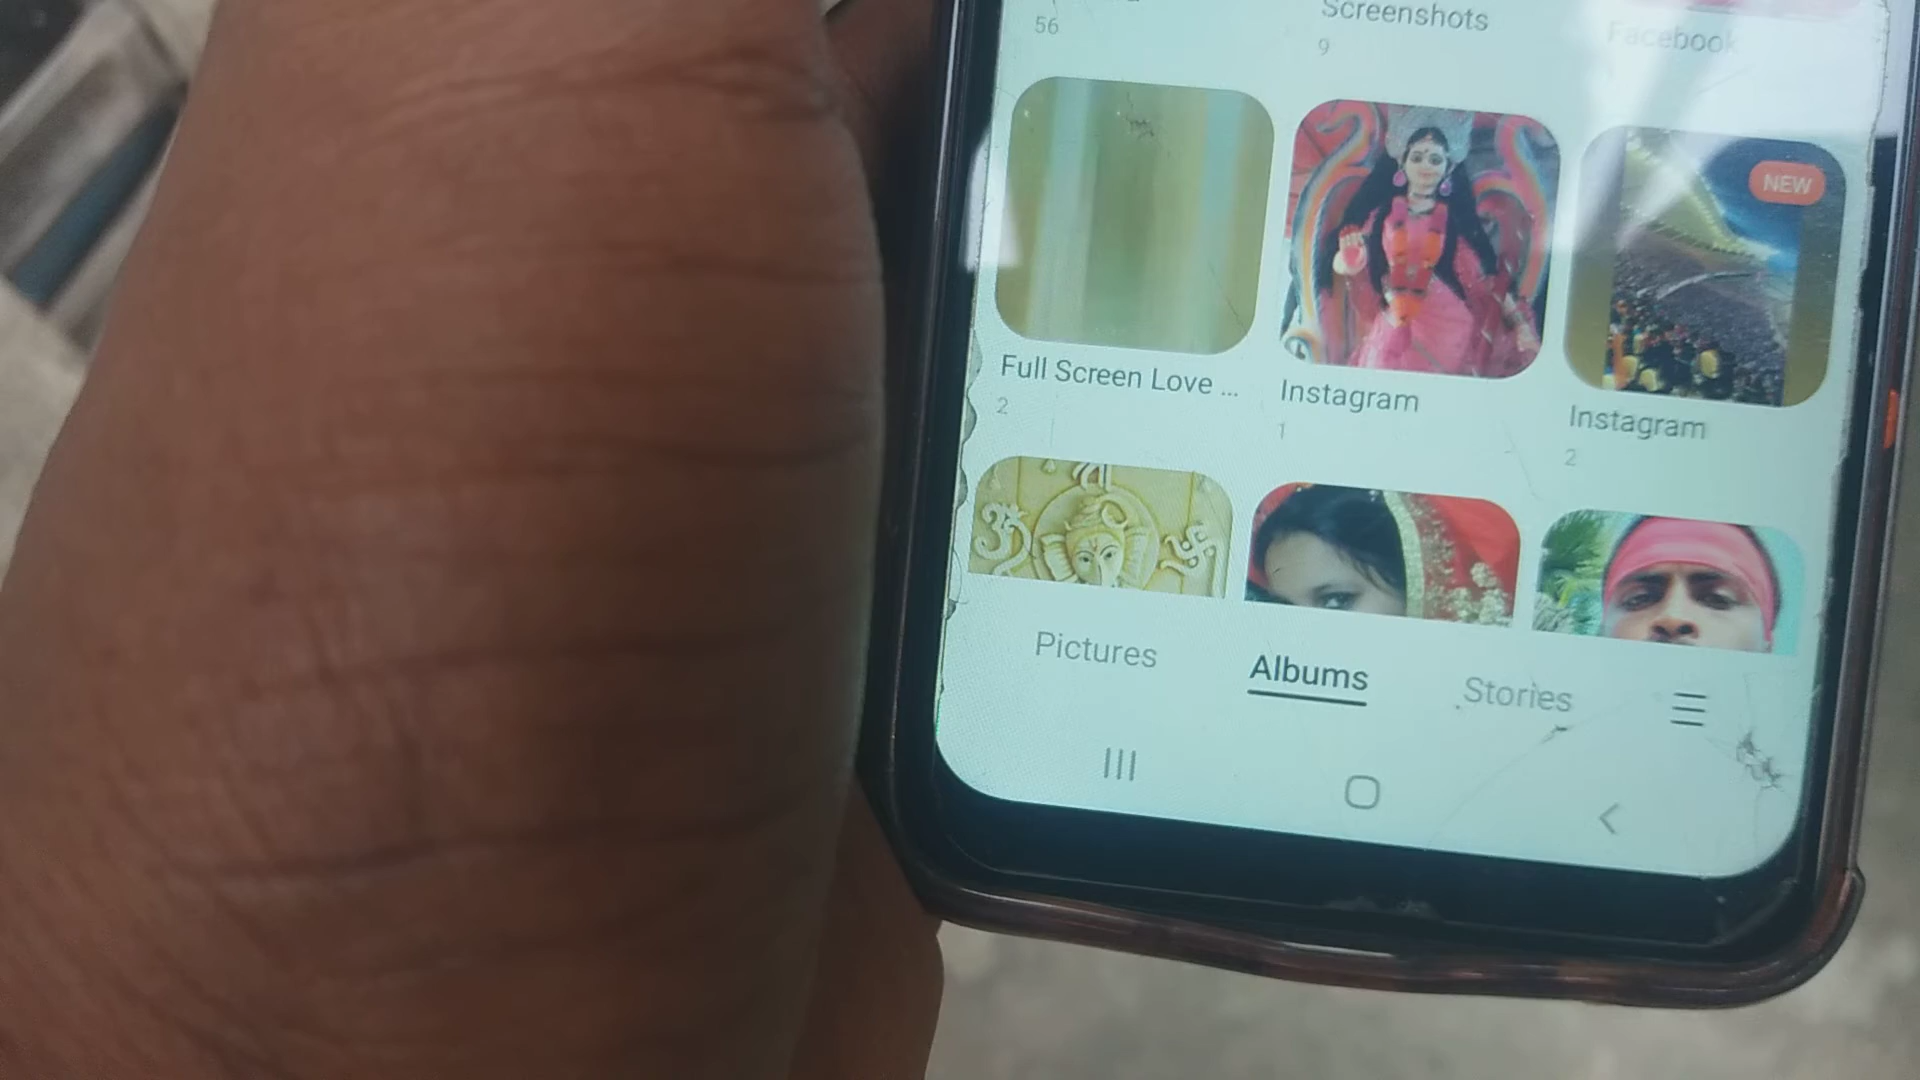 56
Screenshots
9
Facebook
NEW
Full Screen Love ...
2
Instagram
1
Instagram
2
ॐ
Pictures
Albums
Stories